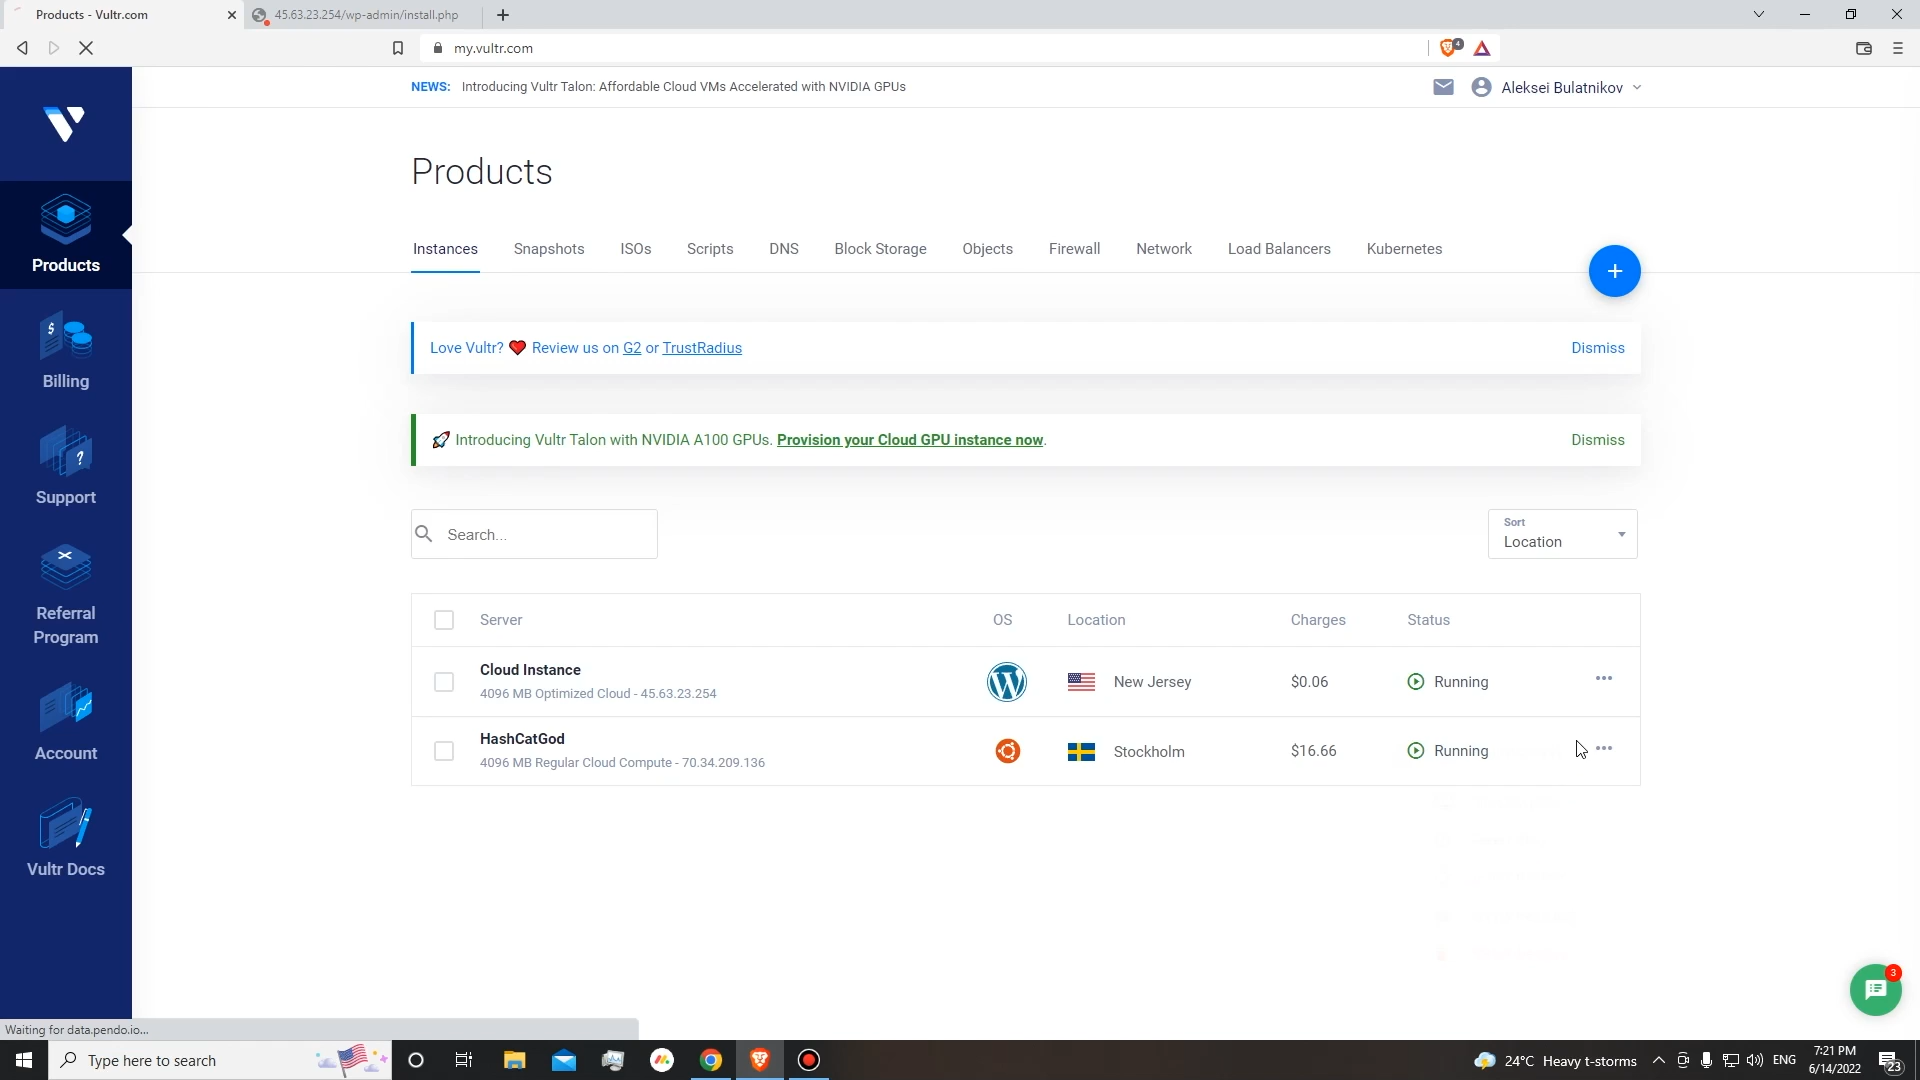 Products - Vultr.com
45.63.23.254/wp-admin/install.php
my.vultr.com
4
NEWS: Introducing Vultr Talon: Affordable Cloud VMs Accelerated with NVIDIA GPUs
Aleksei Bulatnikov
Products
Billing
Support
Referral
Program
Account
Vultr Docs
Products
Instances Snapshots ISOs Scripts DNS Block Storage Objects Firewall Network Load Balancers Kubernetes
+
Love Vultr? ❤️ Review us on G2 or TrustRadius Dismiss
🚀 Introducing Vultr Talon with NVIDIA A100 GPUs. Provision your Cloud GPU instance now. Dismiss
Search...
Sort
Location
Server OS Location Charges Status
Cloud Instance
4096 MB Optimized Cloud - 45.63.23.254
New Jersey $0.06 Running
HashCatGod
4096 MB Regular Cloud Compute - 70.34.209.136
Stockholm $16.66 Running
3
Waiting for data.pendo.io...
Type here to search
24°C Heavy t-storms
ENG
7:21 PM
6/14/2022
23